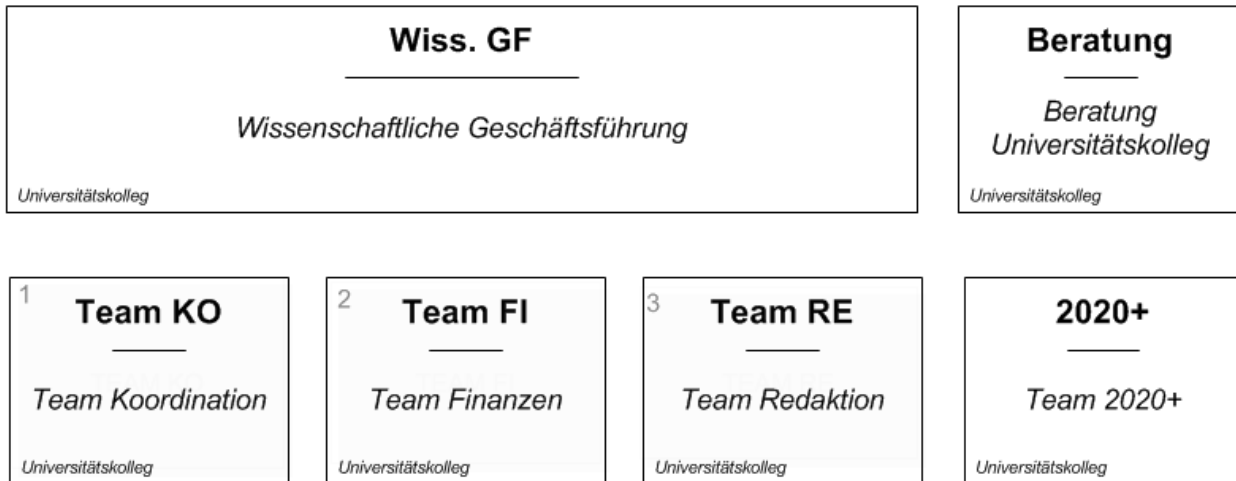 Wiss. GF
Wissenschaftliche Geschäftsführung
Universitätskolleg
Beratung
Beratung
Universitätskolleg
Universitätskolleg
1
Team KO
Team Koordination
Universitätskolleg
2
Team FI
Team Finanzen
Universitätskolleg
3
Team RE
Team Redaktion
Universitätskolleg
2020+
Team 2020+
Universitätskolleg